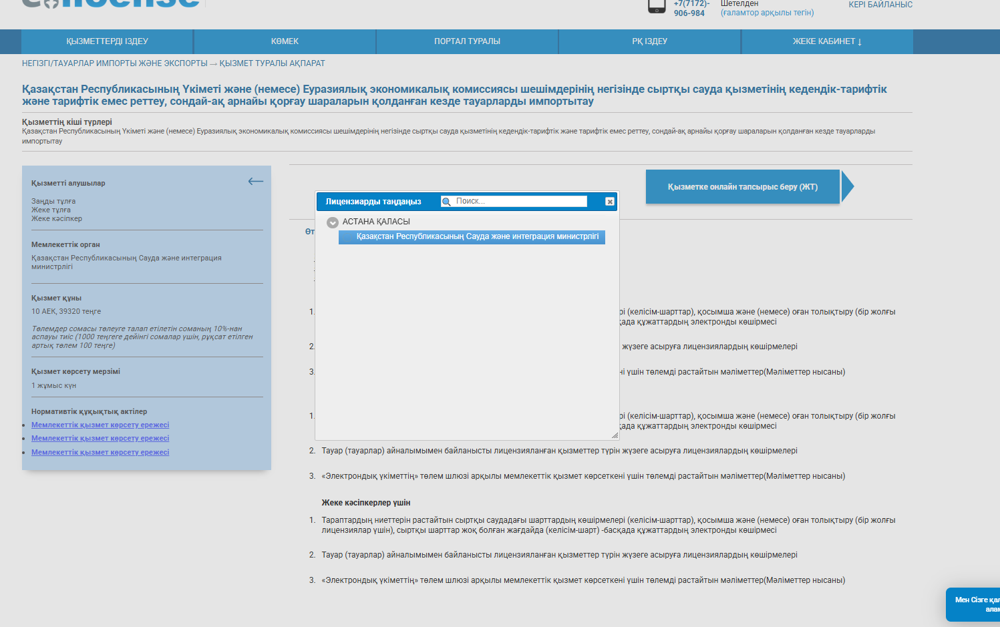 +7(7172)-
906-984
Шетелден
(ғаламтор арқылы тегін)
КЕРІ БАЙЛАНЫС
ҚЫЗМЕТТЕРДІ ІЗДЕУ
КӨМЕК
ПОРТАЛ ТУРАЛЫ
РҚ ІЗДЕУ
ЖЕКЕ КАБИНЕТ ↓
НЕГІЗГІ/ТАУАРЛАР ИМПОРТЫ ЖӘНЕ ЭКСПОРТЫ → ҚЫЗМЕТ ТУРАЛЫ АҚПАРАТ
Қазақстан Республикасының Үкіметі және (немесе) Еуразиялық экономикалық комиссиясы шешімдерінің негізінде сыртқы сауда қызметінің кедендік-тарифтік
және тарифтік емес реттеу, сондай-ақ арнайы қорғау шараларын қолданған кезде тауарларды импортытау
Қызметтің кіші түрлері
Қазақстан Республикасының Үкіметі және (немесе) Еуразиялық экономикалық комиссиясы шешімдерінің негізінде сыртқы сауда қызметінің кедендік-тарифтік және тарифтік емес реттеу, сондай-ақ арнайы қорғау шараларын қолданған кезде тауарларды
импортытау
Қызметті алушылар
Заңды тұлға
Жеке тұлға
Жеке кәсіпкер
Мемлекеттік орган
Қазақстан Республикасының Сауда және интеграция
министрлігі
Қызмет құны
10 АЕК, 39320 теңге
Төлемдер сомасы төлеуге талап етілетін соманың 10%-нан
аспауы тиіс (1000 теңгеге дейінгі сомалар үшін, рұқсат етілген
артық төлем 100 теңге)
Қызмет көрсету мерзімі
1 жұмыс күн
Нормативтік құқықтық актілер
Мемлекеттік қызмет көрсету ережесі
Мемлекеттік қызмет көрсету ережесі
Мемлекеттік қызмет көрсету ережесі
Қызметке онлайн тапсырыс беру (ЖТ)
Лицензиарды таңдаңыз
Поиск...
АСТАНА ҚАЛАСЫ
Қазақстан Республикасының Сауда және интеграция министрлігі
Өт
1. рі (келісім-шарттар), қосымша және (немесе) оған толықтыру (бір жолғы
қада құжаттардың электронды көшірмесі
2. жүзеге асыруға лицензиялардың көшірмелері
3. ні үшін төлемді растайтын мәліметтер(Мәліметтер нысаны)
1. рі (келісім-шарттар), қосымша және (немесе) оған толықтыру (бір жолғы
қада құжаттардың электронды көшірмесі
2. Тауар (тауарлар) айналымымен байланысты лицензияланған қызметтер түрін жүзеге асыруға лицензиялардың көшірмелері
3. «Электрондық үкіметтің» төлем шлюзі арқылы мемлекеттік қызмет көрсеткені үшін төлемді растайтын мәліметтер(Мәліметтер нысаны)
Жеке кәсіпкерлер үшін
1. Тараптардың ниеттерін растайтын сыртқы саудадағы шарттардың көшірмелері (келісім-шарттар), қосымша және (немесе) оған толықтыру (бір жолғы
лицензиялар үшін), сыртқы шарттар жоқ болған жағдайда (келісім-шарт) -басқада құжаттардың электронды көшірмесі
2. Тауар (тауарлар) айналымымен байланысты лицензияланған қызметтер түрін жүзеге асыруға лицензиялардың көшірмелері
3. «Электрондық үкіметтің» төлем шлюзі арқылы мемлекеттік қызмет көрсеткені үшін төлемді растайтын мәліметтер(Мәліметтер нысаны)
Мен Сізге қал
алам